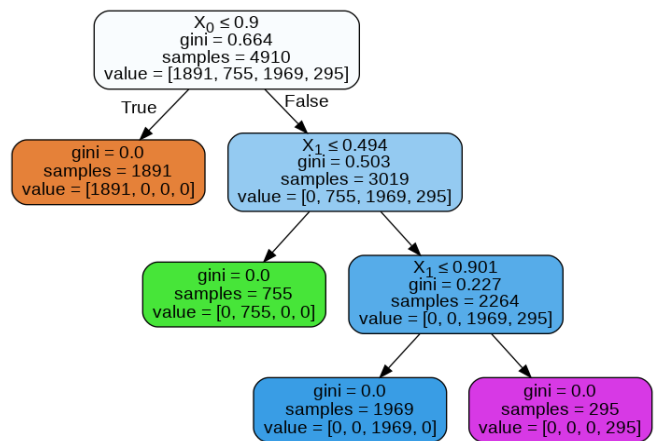 X0 ≤ 0.9
gini = 0.664
samples = 4910
value = [1891, 755, 1969, 295]
True
False
gini = 0.0
samples = 1891
value = [1891, 0, 0, 0]
X1 ≤ 0.494
gini = 0.503
samples = 3019
value = [0, 755, 1969, 295]
gini = 0.0
samples = 755
value = [0, 755, 0, 0]
X1 ≤ 0.901
gini = 0.227
samples = 2264
value = [0, 0, 1969, 295]
gini = 0.0
samples = 1969
value = [0, 0, 1969, 0]
gini = 0.0
samples = 295
value = [0, 0, 0, 295]